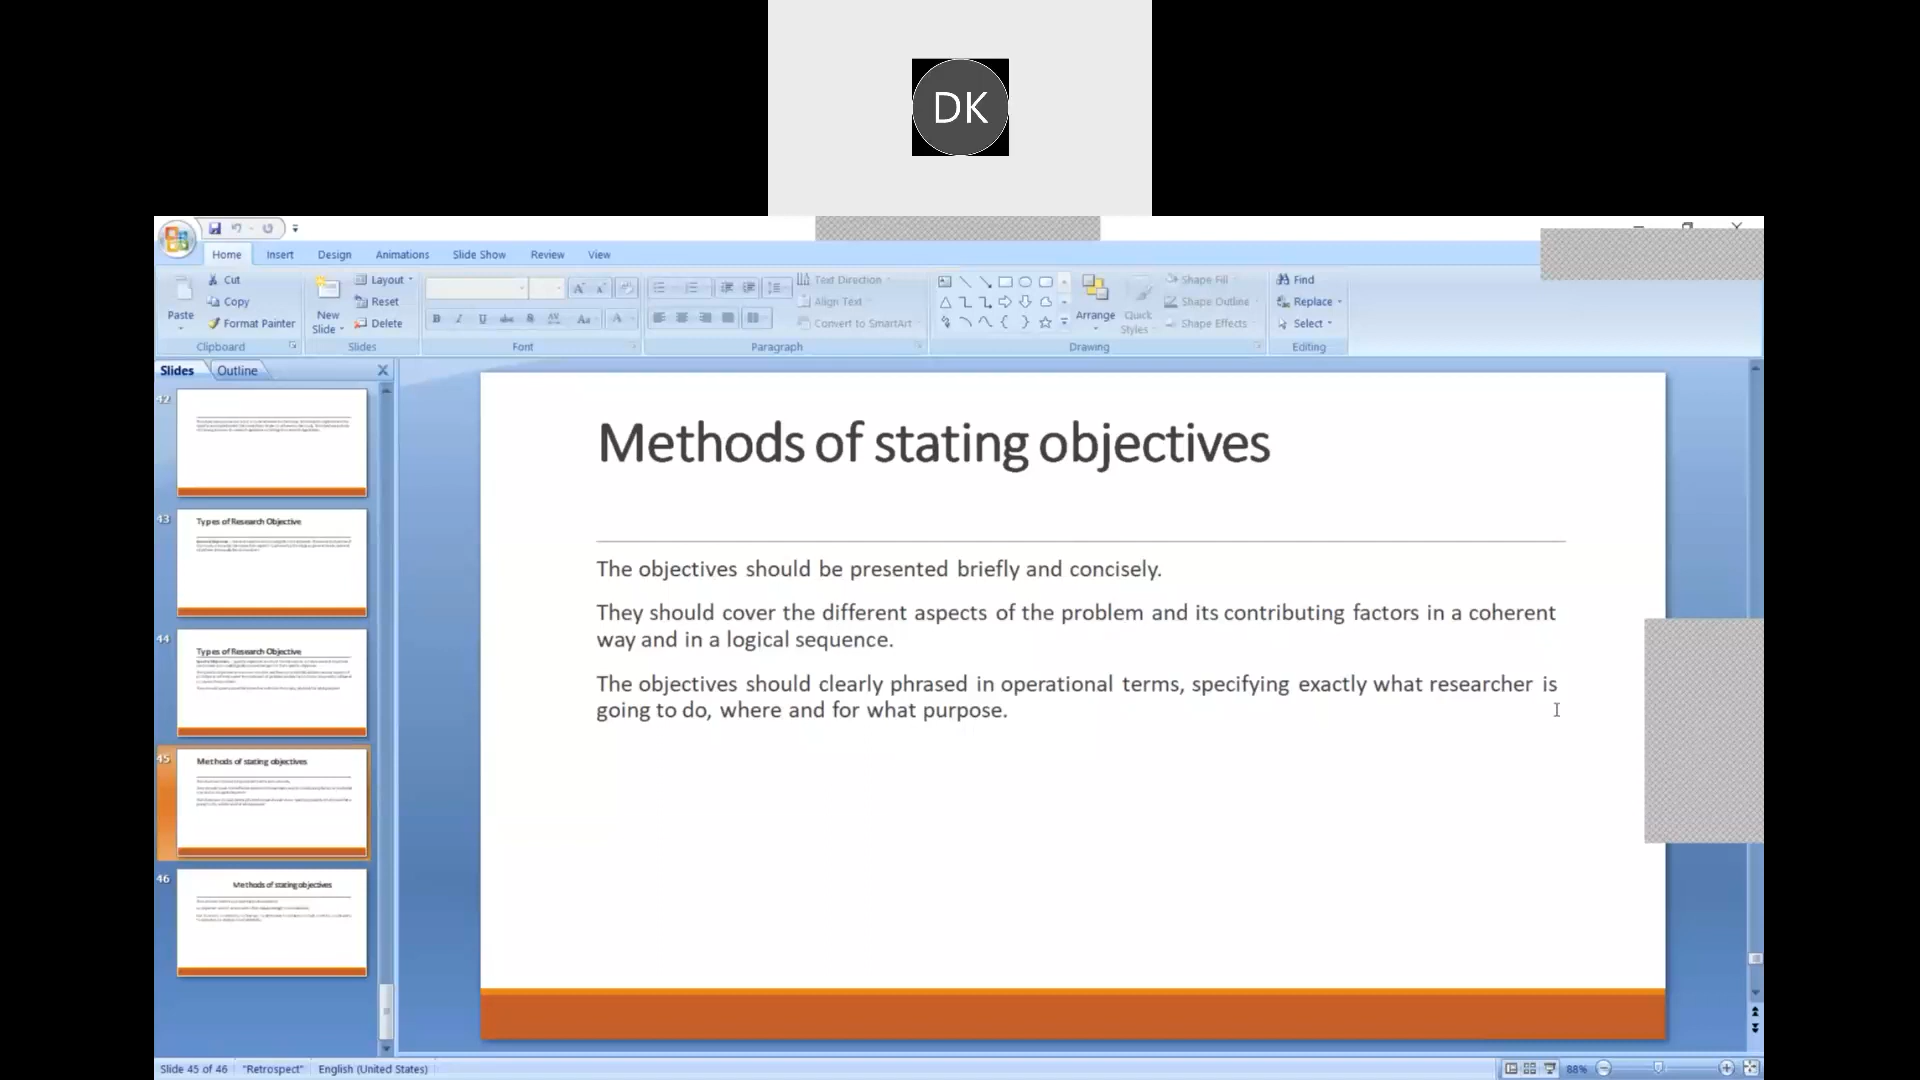 DK
Home Insert Design Animations Slide Show Review View
Paste
Cut
Copy
Format Painter
Clipboard
New Slide
Layout
Reset
Delete
Slides
Font
Text Direction
Align Text
Convert to SmartArt
Paragraph
Arrange
Quick Styles
Shape Fill
Shape Outline
Shape Effects
Drawing
Find
Replace
Select
Editing
Slides Outline
42
43
Types of Research Objective
44
Types of Research Objective
45
Methods of stating objectives
46
Methods of stating objectives
Methods of stating objectives
The objectives should be presented briefly and concisely.
They should cover the different aspects of the problem and its contributing factors in a coherent
way and in a logical sequence.
The objectives should clearly phrased in operational terms, specifying exactly what researcher is
going to do, where and for what purpose.
Slide 45 of 46 "Retrospect" English (United States) 88%